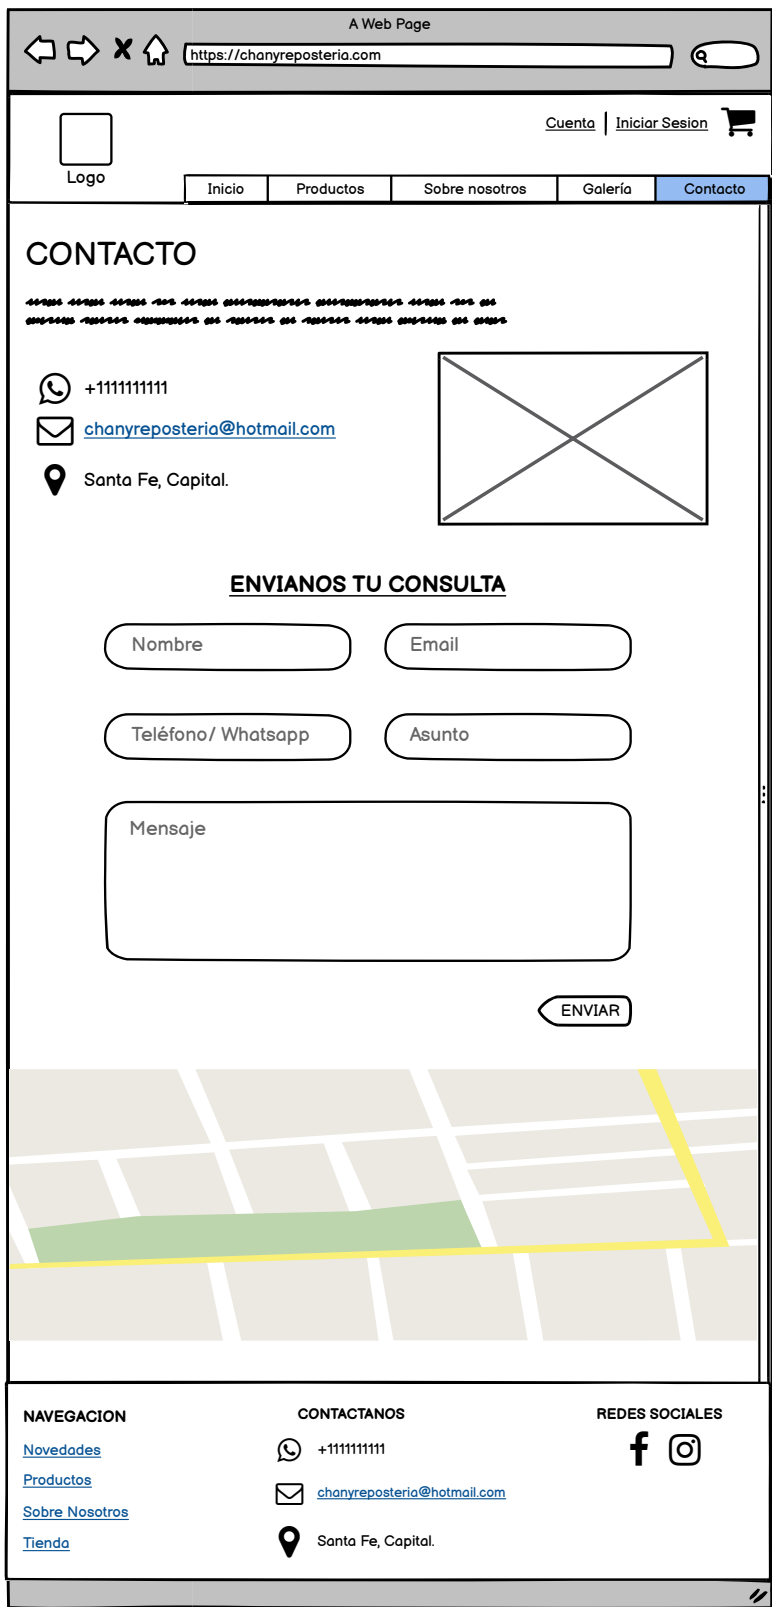 A Web Page
https://chanyreposteria.com
Cuenta
Iniciar Sesion
Logo
Inicio
Productos
Sobre nosotros
Galería
Contacto
CONTACTO
+1111111111
chanyreposteria@hotmail.com
Santa Fe, Capital.
ENVIANOS TU CONSULTA
Nombre
Email
Teléfono/ Whatsapp
Asunto
Mensaje
ENVIAR
NAVEGACION
Novedades
Productos
Sobre Nosotros
Tienda
CONTACTANOS
+1111111111
chanyreposteria@hotmail.com
Santa Fe, Capital.
REDES SOCIALES